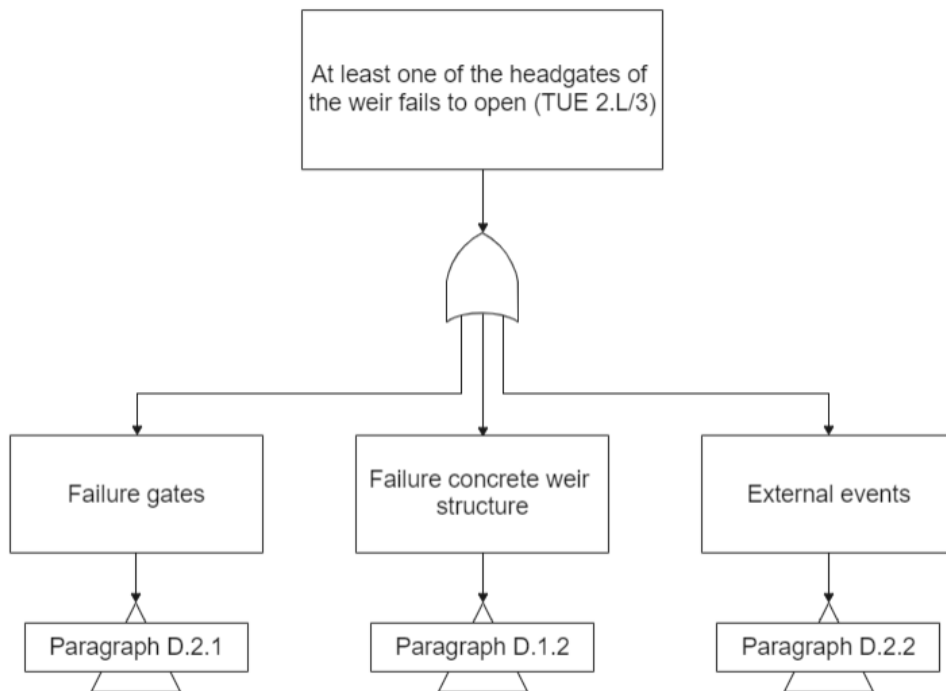 At least one of the headgates of
the weir fails to open (TUE 2.L/3)
Failure gates
Failure concrete weir
structure
External events
Paragraph D.2.1
Paragraph D.1.2
Paragraph D.2.2